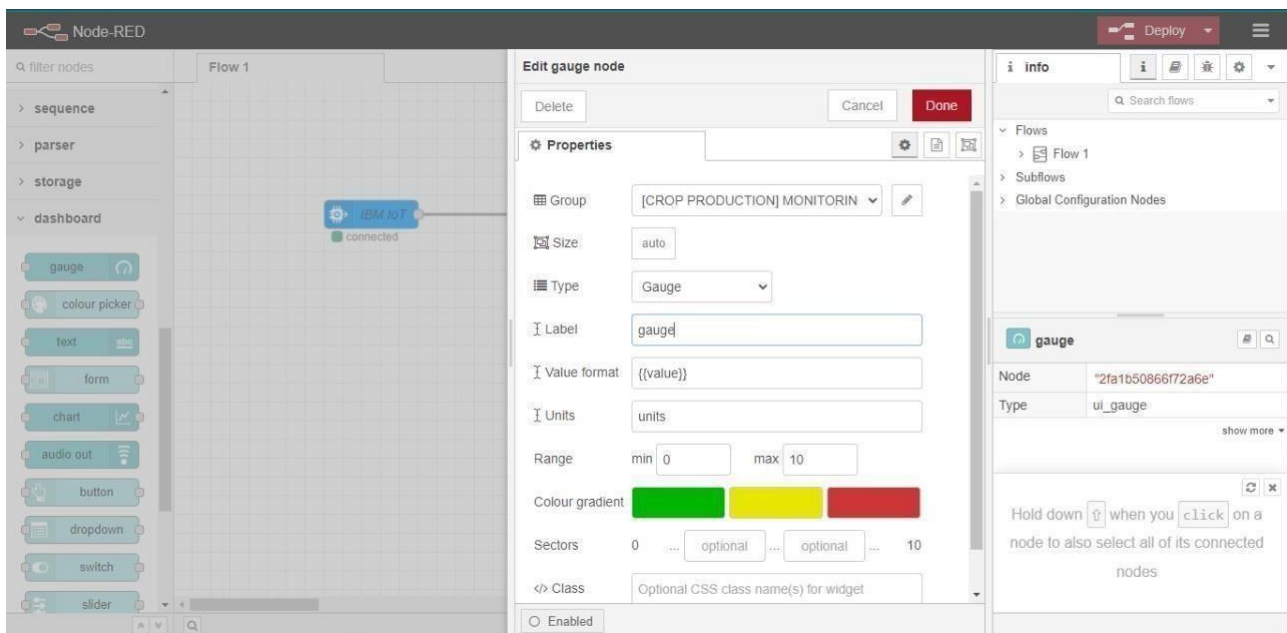 Node-RED
Deploy
filter nodes
sequence
parser
storage
dashboard
gauge
colour picker
text
abc
form
chart
audio out
button
dropdown
switch
slider
Flow 1
IBM IoT
connected
Edit gauge node
Delete
Cancel
Done
Properties
Group
[CROP PRODUCTION] MONITORIN
Size
auto
Type
Gauge
Label
gauge
Value format
{{value}}
Units
units
Range
min 0
max 10
Colour gradient
Sectors
0 ... optional ... optional ... 10
</> Class
Optional CSS class name(s) for widget
Enabled
i info
i
Search flows
Flows
Flow 1
Subflows
Global Configuration Nodes
gauge
Node
"2fa1b50866f72a6e"
Type
ui_gauge
show more
Hold down ⇧ when you click on a
node to also select all of its connected
nodes